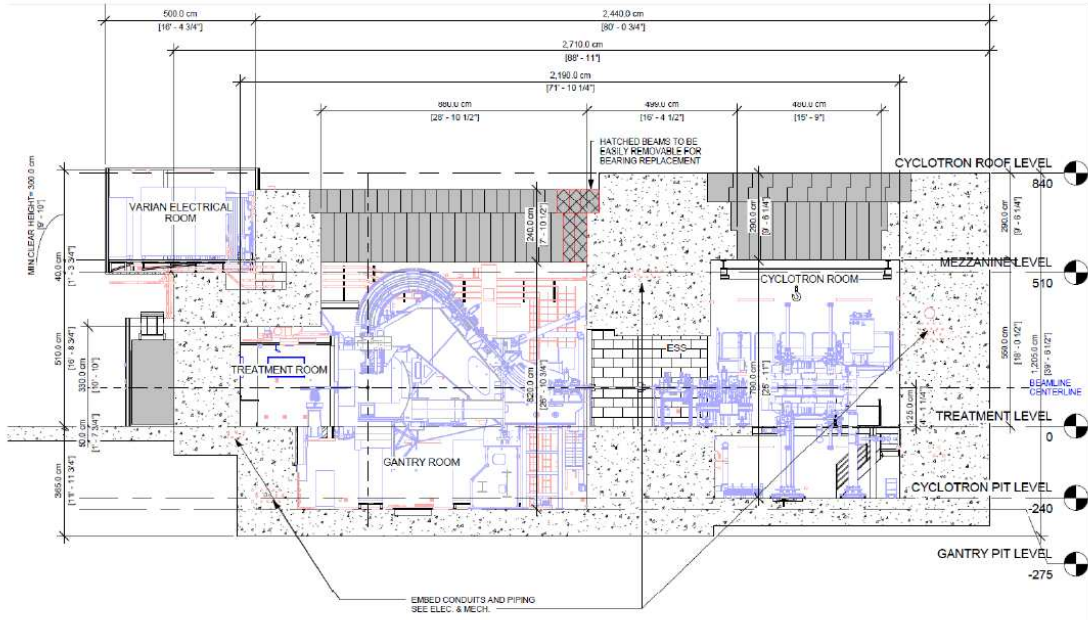 500.0 cm
[16' - 4 3/4"]
2,440.0 cm
[80' - 0 3/4"]
2,710.0 cm
[88' - 11"]
2,190.0 cm
[71' - 10 1/4"]
[28' - 10 1/2"]
499.0 cm
[16' - 4 1/2"]
480.0 cm
[15' - 9"]
HATCHED BEAMS TO BE
EASILY REMOVABLE FOR
BEARING REPLACEMENT
CYCLOTRON ROOF LEVEL
840
MIN CLEAR HEIGHT= 300.0 cm
[9' - 10"]
VARIAN ELECTRICAL
ROOM
240.0 cm
7' - 10 1/2"]
290.0 cm
[9' - 6 1/4"]
290.0 cm
[9' - 6 1/4"]
40.0 cm
[1' - 3 3/4"]
MEZZANINE LEVEL
510
CYCLOTRON ROOM
510.0 cm
[16' - 8 3/4"]
330.0 cm
[10' - 10"]
TREATMENT ROOM
ESS
820.0 cm
[26' - 10 3/4"]
[25' - 11"]
[18' - 0 1/2"]
1,205.0 cm
[39' - 6 1/2"]
BEAMLINE
CENTERLINE
125.0 cm
4' - 1 1/4"]
TREATMENT LEVEL
0
50.0 cm
[1' - 7 3/4"]
GANTRY ROOM
365.0 cm
[11' - 11 3/4"]
CYCLOTRON PIT LEVEL
-240
GANTRY PIT LEVEL
-275
EMBED CONDUITS AND PIPING
SEE ELEC. & MECH.